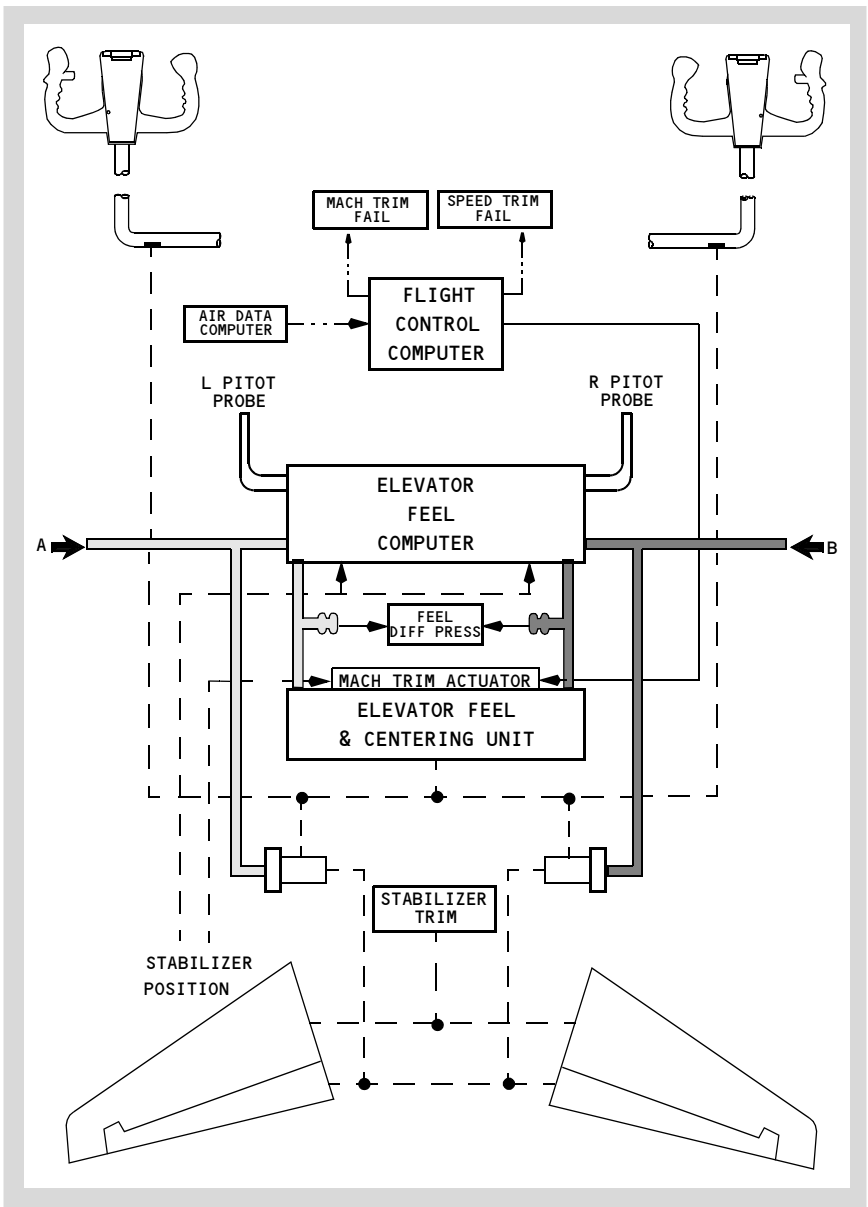 MACH TRIM
FAIL
SPEED TRIM
FAIL
FLIGHT
CONTROL
COMPUTER
AIR DATA
COMPUTER
L PITOT
PROBE
R PITOT
PROBE
ELEVATOR
FEEL
COMPUTER
A
B
FEEL
DIFF PRESS
MACH TRIM ACTUATOR
ELEVATOR FEEL
& CENTERING UNIT
STABILIZER
TRIM
STABILIZER
POSITION